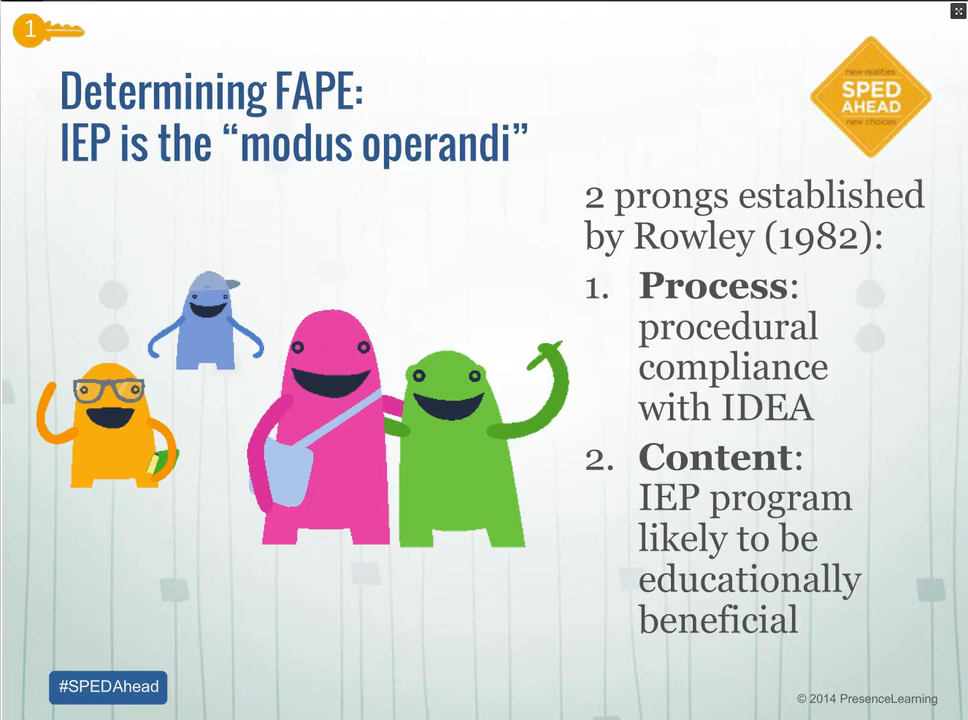 1
Determining FAPE:
IEP is the “modus operandi”
new realities
SPED
AHEAD
new choices
2 prongs established
by Rowley (1982):
1. Process:
procedural
compliance
with IDEA
2. Content:
IEP program
likely to be
educationally
beneficial
#SPEDAhead
© 2014 PresenceLearning